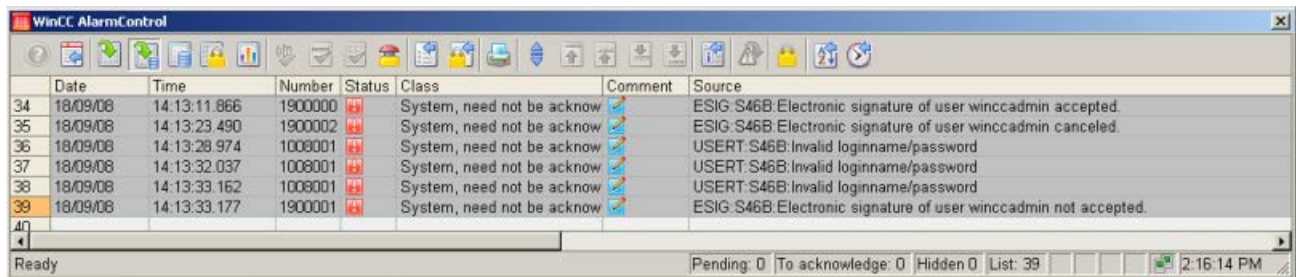 WinCC AlarmControl
Date Time Number Status Class Comment Source
34 18/09/08 14:13:11.866 1900000 System, need not be acknow ESIG:S46B:Electronic signature of user winccadmin accepted.
35 18/09/08 14:13:23.490 1900002 System, need not be acknow ESIG:S46B:Electronic signature of user winccadmin canceled.
36 18/09/08 14:13:28.974 1008001 System, need not be acknow USERT:S46B:Invalid loginname/password
37 18/09/08 14:13:32.037 1008001 System, need not be acknow USERT:S46B:Invalid loginname/password
38 18/09/08 14:13:33.162 1008001 System, need not be acknow USERT:S46B:Invalid loginname/password
39 18/09/08 14:13:33.177 1900001 System, need not be acknow ESIG:S46B:Electronic signature of user winccadmin not accepted.
40
Ready Pending: 0 To acknowledge: 0 Hidden 0 List: 39 2:16:14 PM